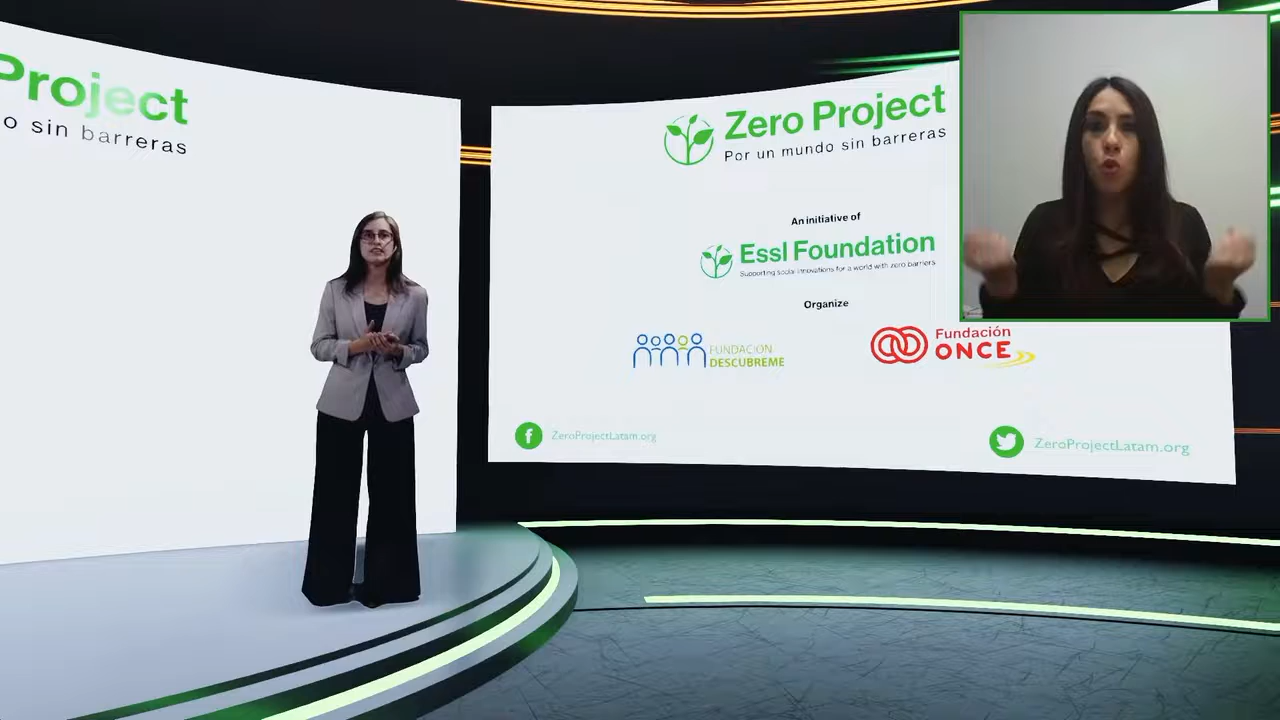 Project
o sin barreras
Zero Project
Por un mundo sin barreras
An initiative of
Essl Foundation
Supporting social innovations for a world with zero barriers
Organize
FUNDACIÓN
DESCUBREME
Fundación
ONCE
f ZeroProjectLatam.org
ZeroProjectLatam.org